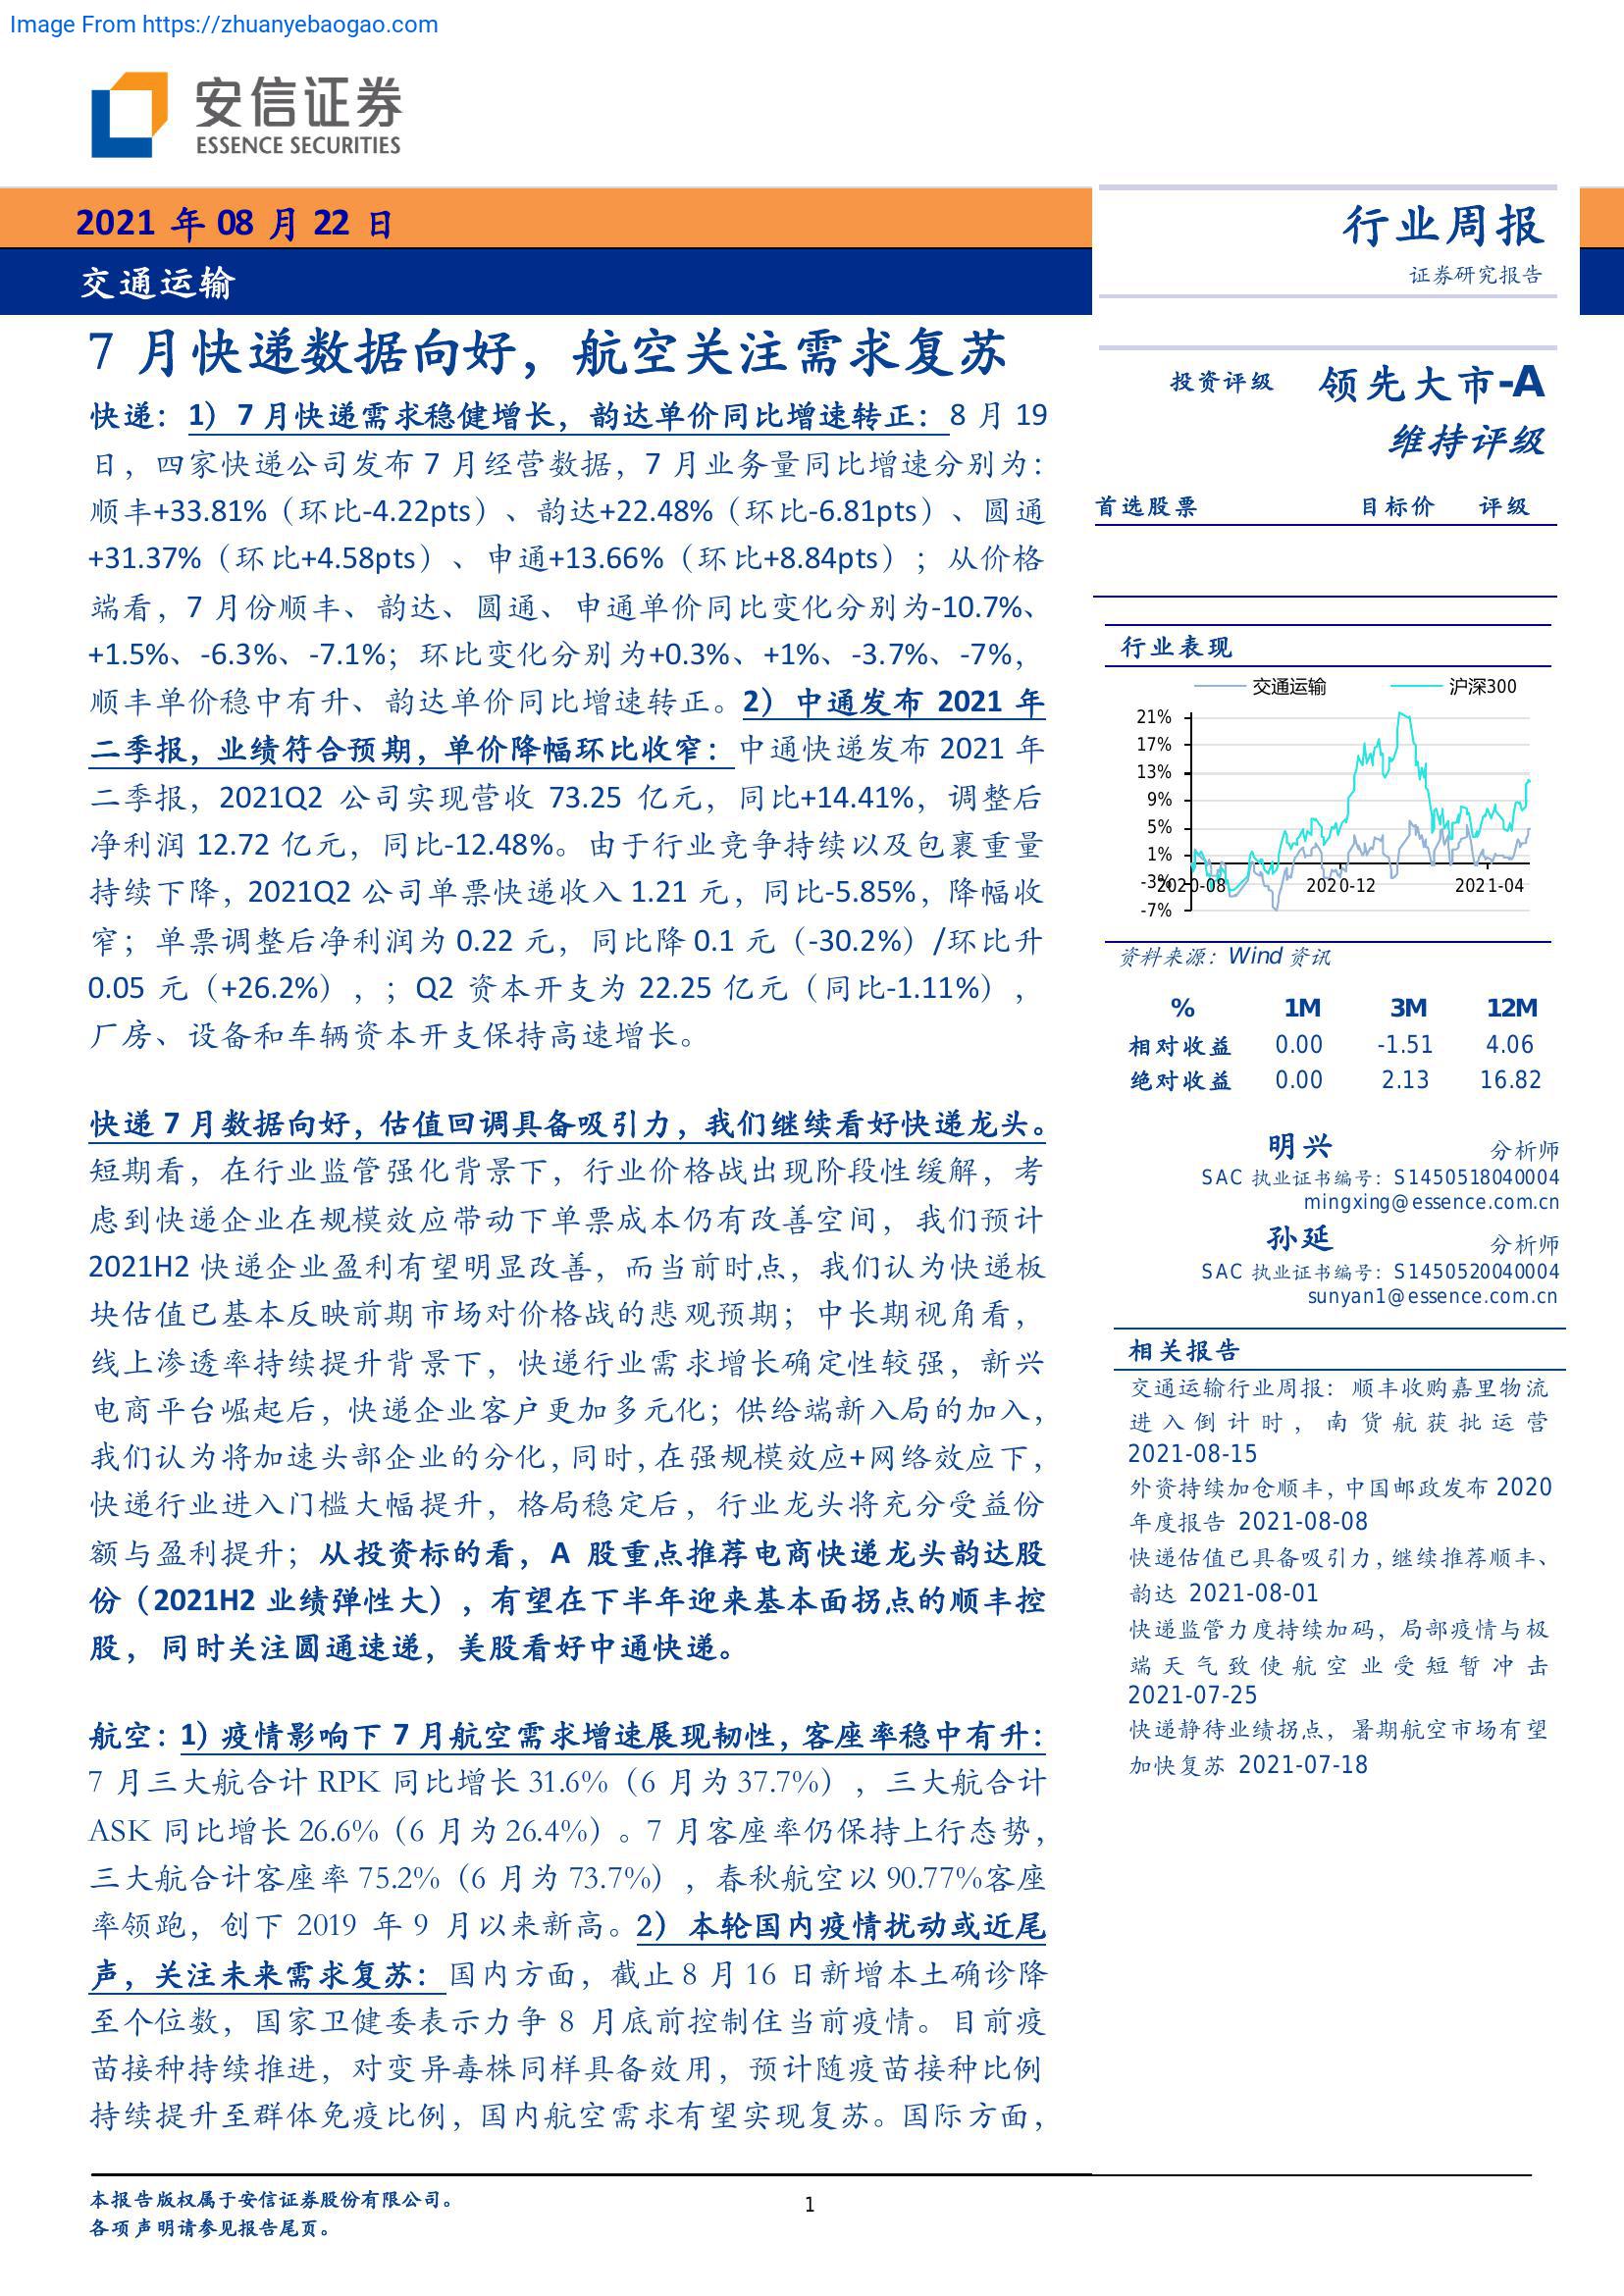 Image From https://zhuanyebaogao.com
安信证券
ESSENCE SECURITIES
2021 年 08 月 22 日
交通运输
行业周报
证券研究报告
7 月快递数据向好，航空关注需求复苏
快递：1）7 月快递需求稳健增长，韵达单价同比增速转正：8 月 19
日，四家快递公司发布 7 月经营数据，7 月业务量同比增速分别为：
顺丰+33.81%（环比-4.22pts）、韵达+22.48%（环比-6.81pts）、圆通
+31.37%（环比+4.58pts）、申通+13.66%（环比+8.84pts）；从价格
端看，7 月份顺丰、韵达、圆通、申通单价同比变化分别为-10.7%、
+1.5%、-6.3%、-7.1%；环比变化分别为+0.3%、+1%、-3.7%、-7%，
顺丰单价稳中有升、韵达单价同比增速转正。2）中通发布 2021 年
二季报，业绩符合预期，单价降幅环比收窄：中通快递发布 2021 年
二季报，2021Q2 公司实现营收 73.25 亿元，同比+14.41%，调整后
净利润 12.72 亿元，同比-12.48%。由于行业竞争持续以及包裹重量
持续下降，2021Q2 公司单票快递收入 1.21 元，同比-5.85%，降幅收
窄；单票调整后净利润为 0.22 元，同比降 0.1 元（-30.2%）/环比升
0.05 元（+26.2%），；Q2 资本开支为 22.25 亿元（同比-1.11%），
厂房、设备和车辆资本开支保持高速增长。
快递 7 月数据向好，估值回调具备吸引力，我们继续看好快递龙头。
短期看，在行业监管强化背景下，行业价格战出现阶段性缓解，考
虑到快递企业在规模效应带动下单票成本仍有改善空间，我们预计
2021H2 快递企业盈利有望明显改善，而当前时点，我们认为快递板
块估值已基本反映前期市场对价格战的悲观预期；中长期视角看，
线上渗透率持续提升背景下，快递行业需求增长确定性较强，新兴
电商平台崛起后，快递企业客户更加多元化；供给端新入局的加入，
我们认为将加速头部企业的分化，同时，在强规模效应+网络效应下，
快递行业进入门槛大幅提升，格局稳定后，行业龙头将充分受益份
额与盈利提升；从投资标的看，A 股重点推荐电商快递龙头韵达股
份（2021H2 业绩弹性大），有望在下半年迎来基本面拐点的顺丰控
股，同时关注圆通速递，美股看好中通快递。
航空：1）疫情影响下 7 月航空需求增速展现韧性，客座率稳中有升：
7 月三大航合计 RPK 同比增长 31.6%（6 月为 37.7%），三大航合计
ASK 同比增长 26.6%（6 月为 26.4%）。7 月客座率仍保持上行态势，
三大航合计客座率 75.2%（6 月为 73.7%），春秋航空以 90.77%客座
率领跑，创下 2019 年 9 月以来新高。2）本轮国内疫情扰动或近尾
声，关注未来需求复苏：国内方面，截止 8 月 16 日新增本土确诊降
至个位数，国家卫健委表示力争 8 月底前控制住当前疫情。目前疫
苗接种持续推进，对变异毒株同样具备效用，预计随疫苗接种比例
持续提升至群体免疫比例，国内航空需求有望实现复苏。国际方面，
投资评级 领先大市-A
维持评级
首选股票 目标价 评级
行业表现
交通运输 沪深300
21%
17%
13%
9%
5%
1%
-3%
-7%
2020-08 2020-12 2021-04
资料来源：Wind 资讯
% 1M 3M 12M
相对收益 0.00 -1.51 4.06
绝对收益 0.00 2.13 16.82
明兴 分析师
SAC 执业证书编号：S1450518040004
mingxing@essence.com.cn
孙延 分析师
SAC 执业证书编号：S1450520040004
sunyan1@essence.com.cn
相关报告
交通运输行业周报：顺丰收购嘉里物流
进入倒计时，南货航获批运营
2021-08-15
外资持续加仓顺丰，中国邮政发布 2020
年度报告 2021-08-08
快递估值已具备吸引力，继续推荐顺丰、
韵达 2021-08-01
快递监管力度持续加码，局部疫情与极
端天气致使航空业受短暂冲击
2021-07-25
快递静待业绩拐点，暑期航空市场有望
加快复苏 2021-07-18
本报告版权属于安信证券股份有限公司。
各项声明请参见报告尾页。
1